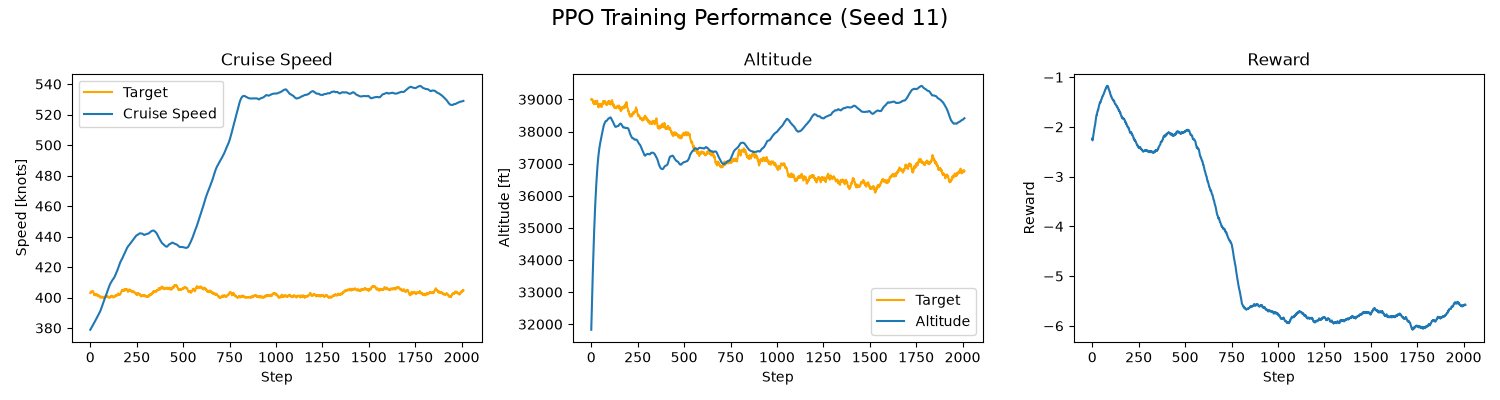 PPO Training Performance (Seed 11)
Cruise Speed
Speed [knots]
540
520
500
480
460
440
420
400
380
Target
Cruise Speed
0 250 500 750 1000 1250 1500 1750 2000
Step
Altitude
Altitude [ft]
39000
38000
37000
36000
35000
34000
33000
32000
Target
Altitude
0 250 500 750 1000 1250 1500 1750 2000
Step
Reward
Reward
−1
−2
−3
−4
−5
−6
0 250 500 750 1000 1250 1500 1750 2000
Step